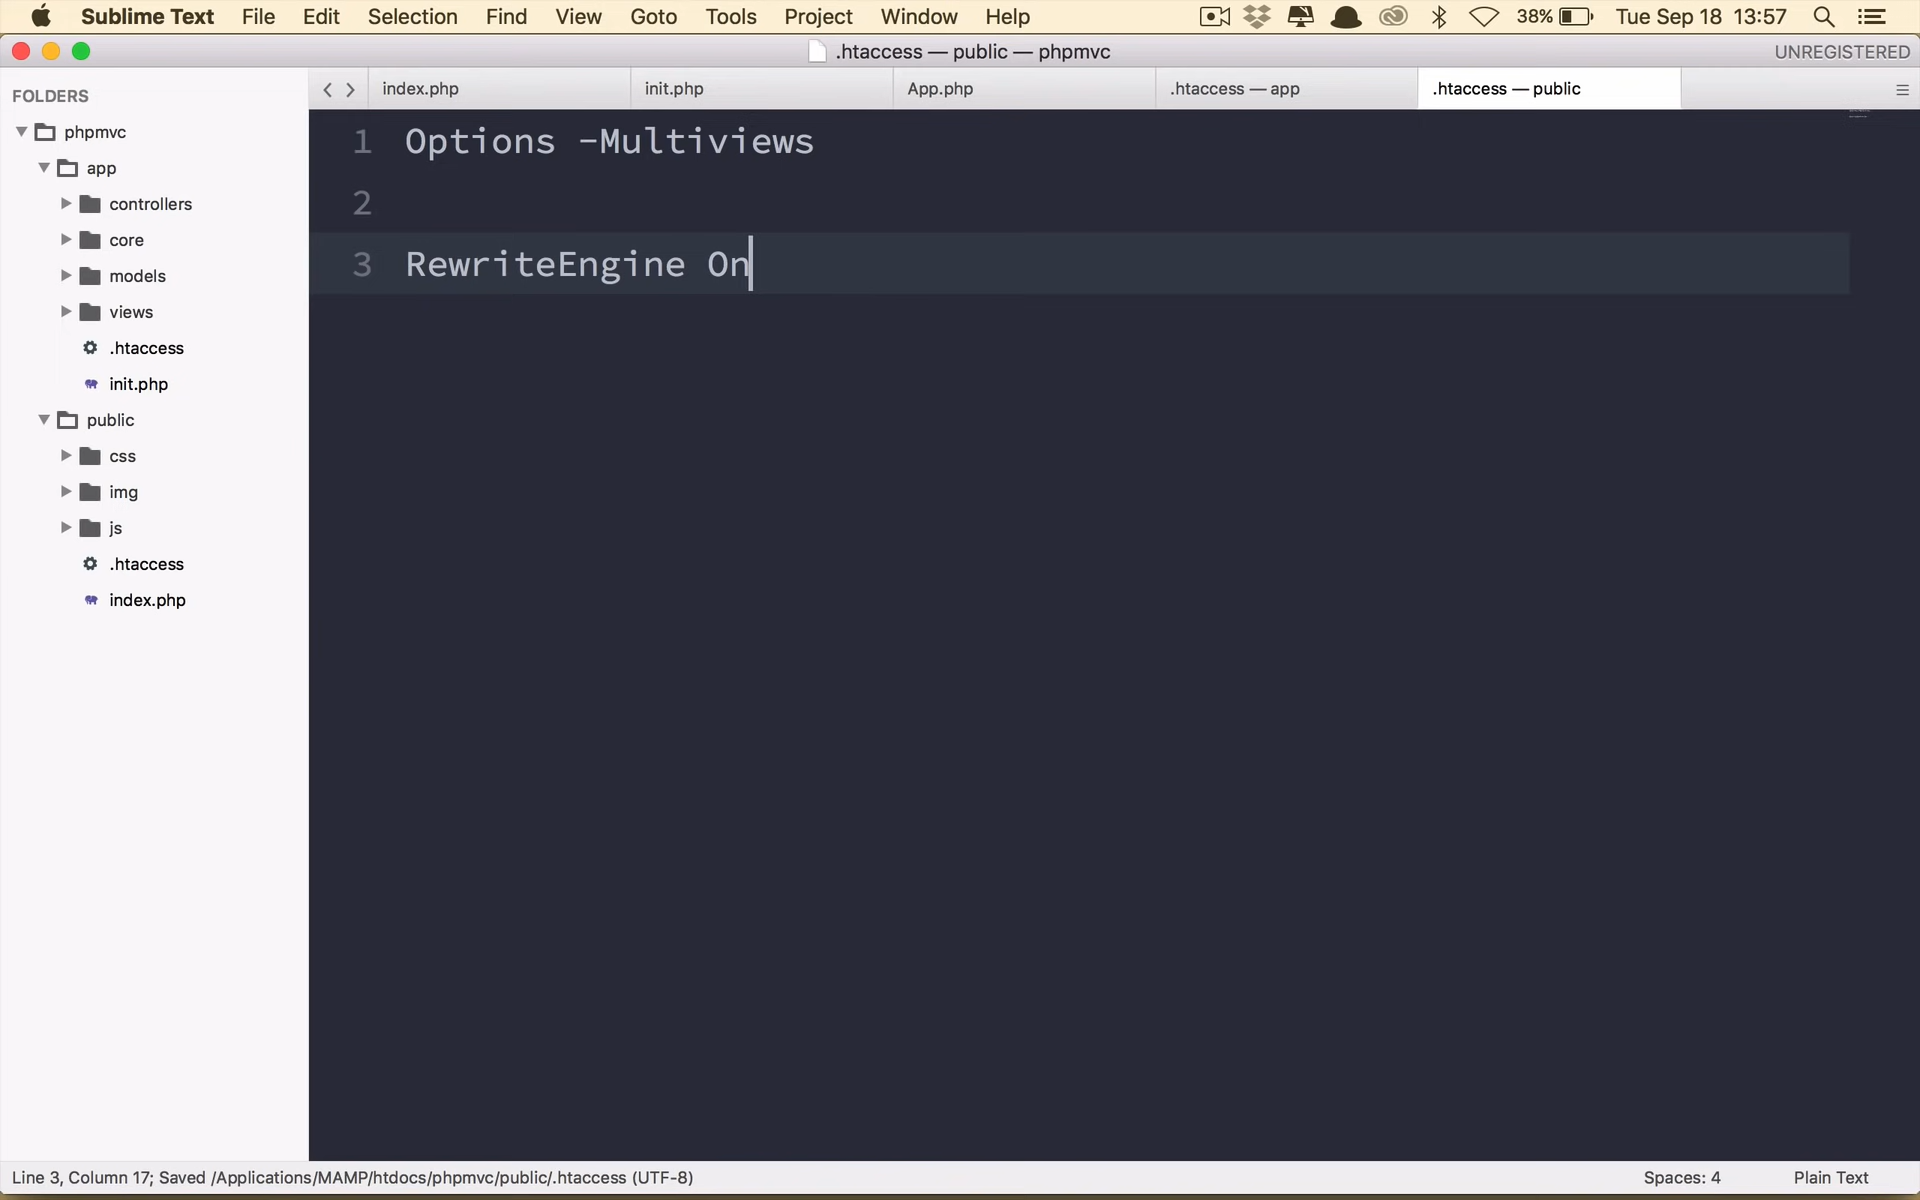 Sublime Text File Edit Selection Find View Goto Tools Project Window Help 38% Tue Sep 18 13:57
.htaccess — public — phpmvc UNREGISTERED
FOLDERS
phpmvc
app
controllers
core
models
views
.htaccess
init.php
public
css
img
js
.htaccess
index.php
index.php init.php App.php .htaccess — app .htaccess — public
1 Options -Multiviews
2
3 RewriteEngine On
Line 3, Column 17; Saved /Applications/MAMP/htdocs/phpmvc/public/.htaccess (UTF-8) Spaces: 4 Plain Text